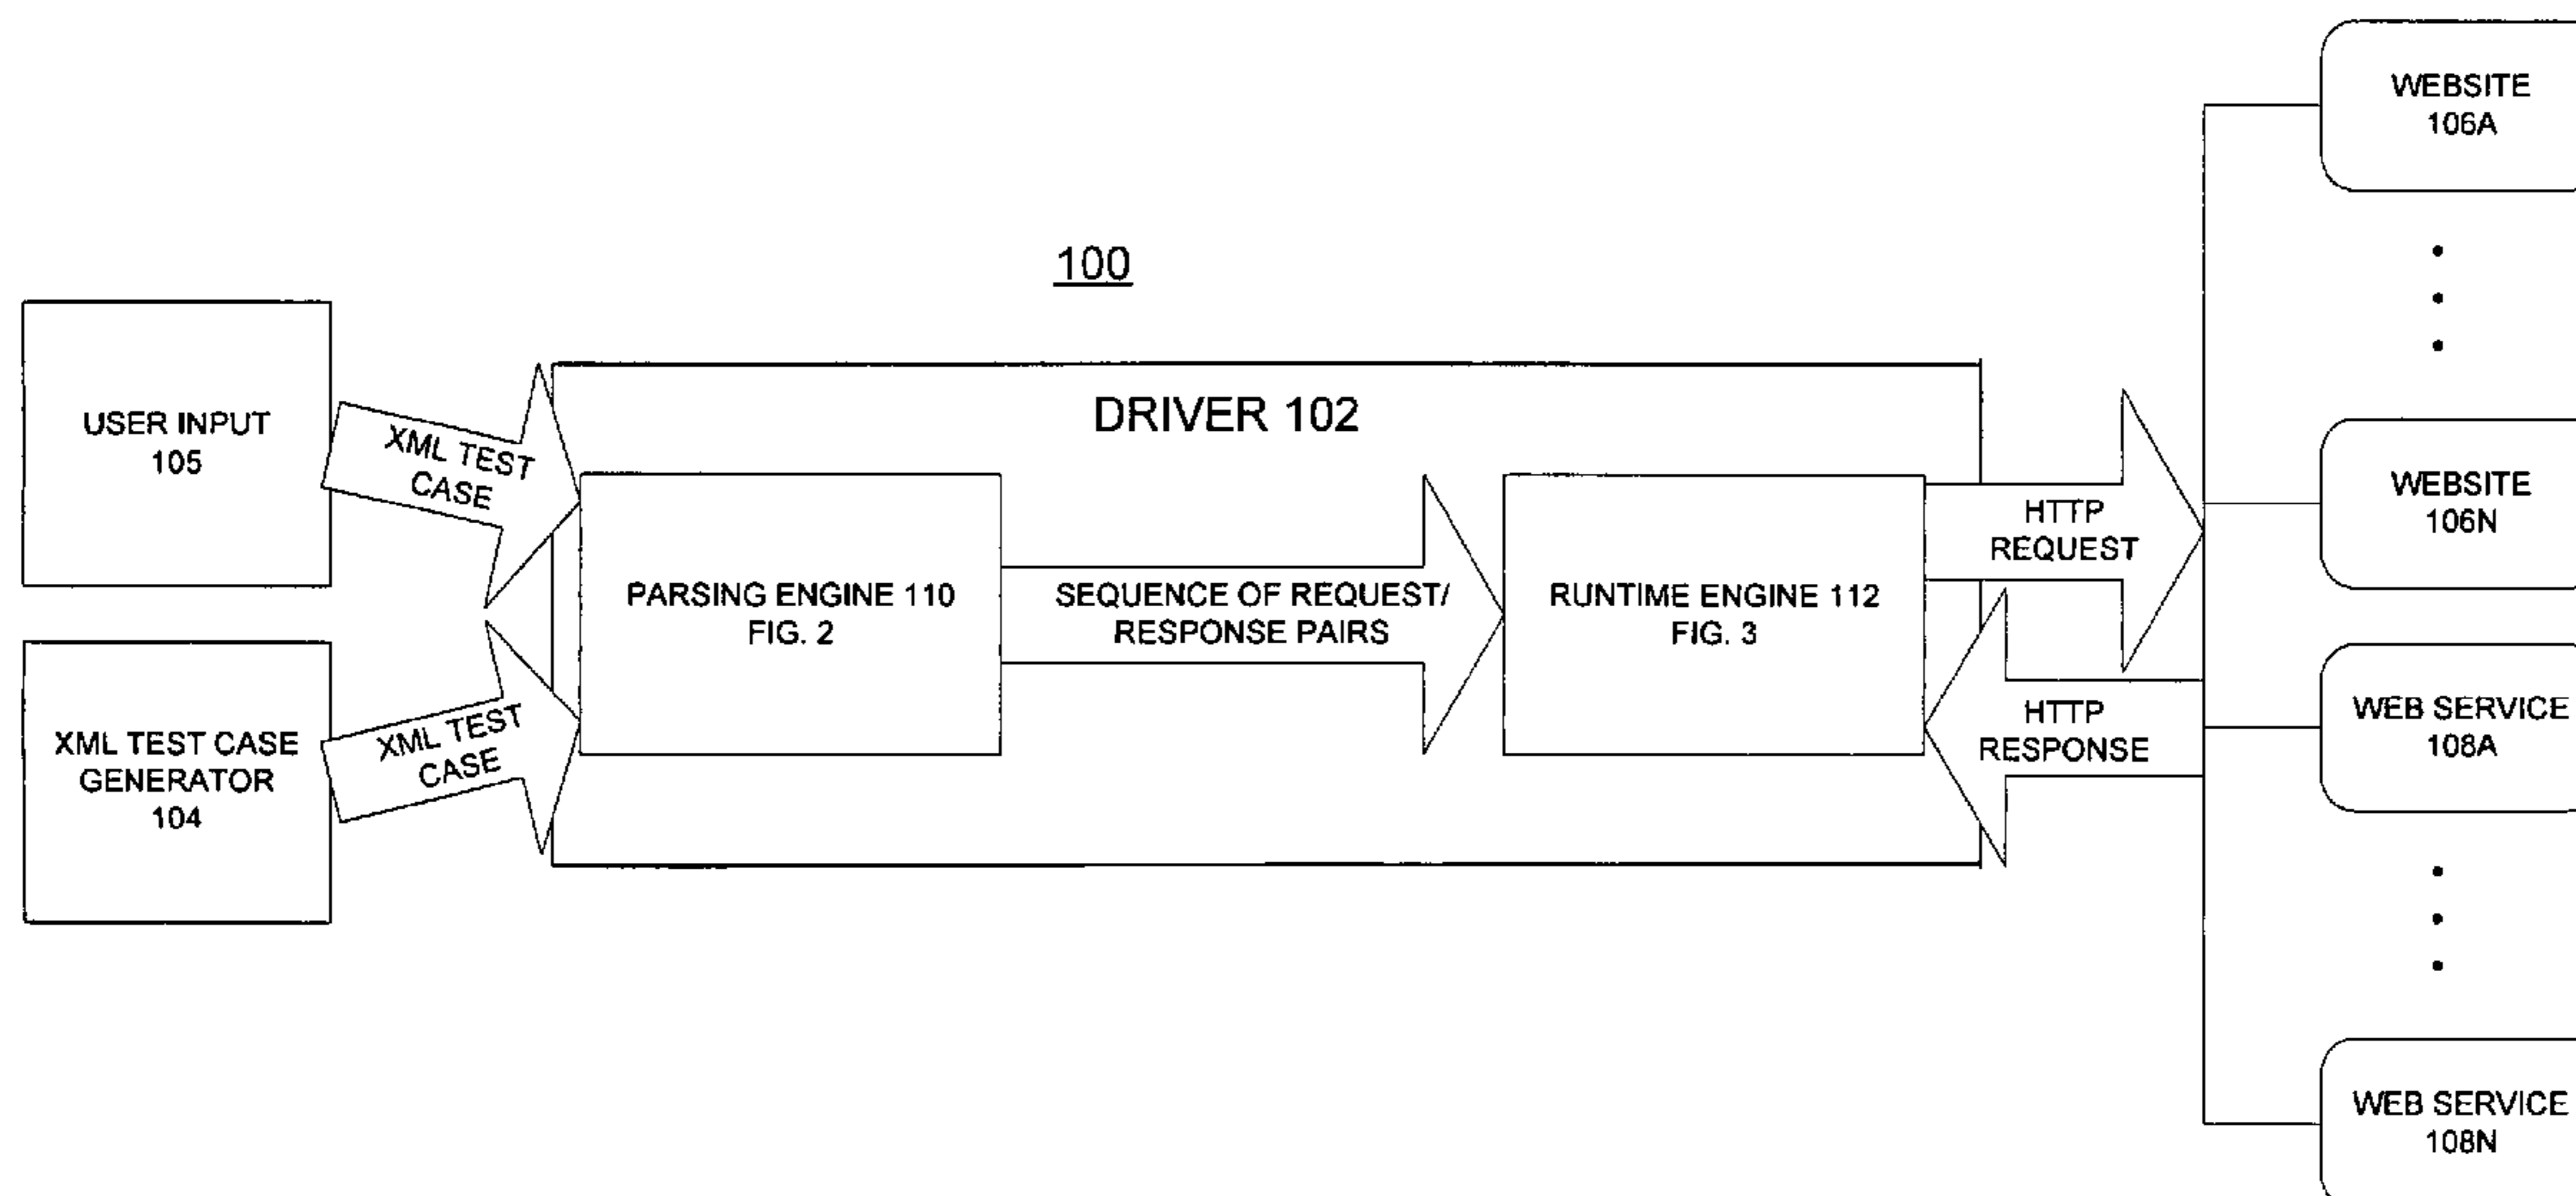 100
USER INPUT
105
XML TEST
CASE
XML TEST CASE
GENERATOR
104
XML TEST
CASE
DRIVER 102
PARSING ENGINE 110
FIG. 2
SEQUENCE OF REQUEST/
RESPONSE PAIRS
RUNTIME ENGINE 112
FIG. 3
HTTP
REQUEST
HTTP
RESPONSE
WEBSITE
106A
WEBSITE
106N
WEB SERVICE
108A
WEB SERVICE
108N